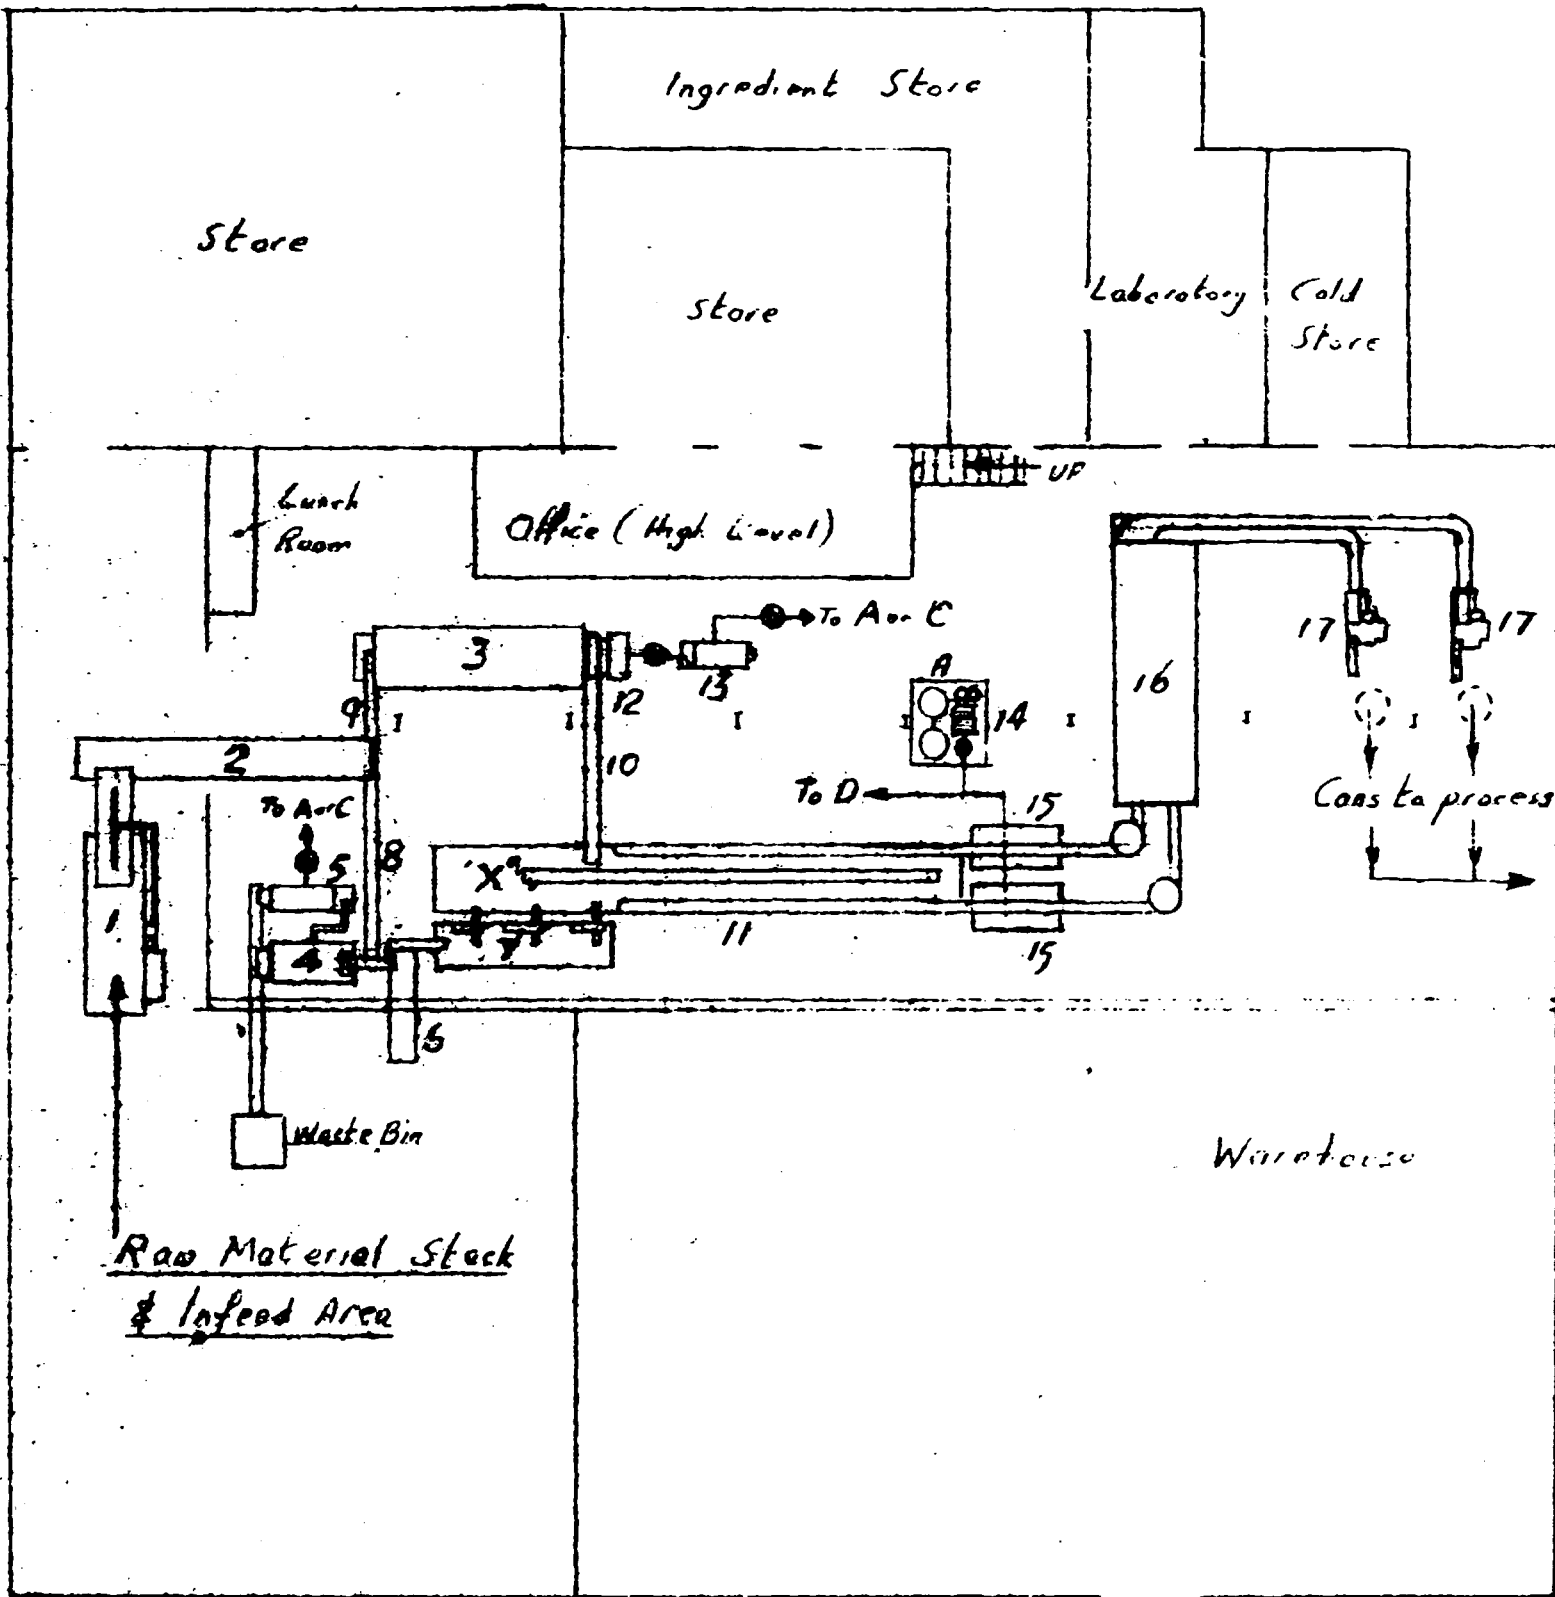 Ingredient Store
Store
Store
Laboratory
Cold
Store
UP
Lunch
Room
Office (High Level)
To A or C
17
17
3
A
16
12
13
14
9
2
10
To D
Cans to process
To A or C
15
8
5
"X"
1
11
4
7
15
6
Waste Bin
Warehouse
Raw Material Stock
& Infeed Area